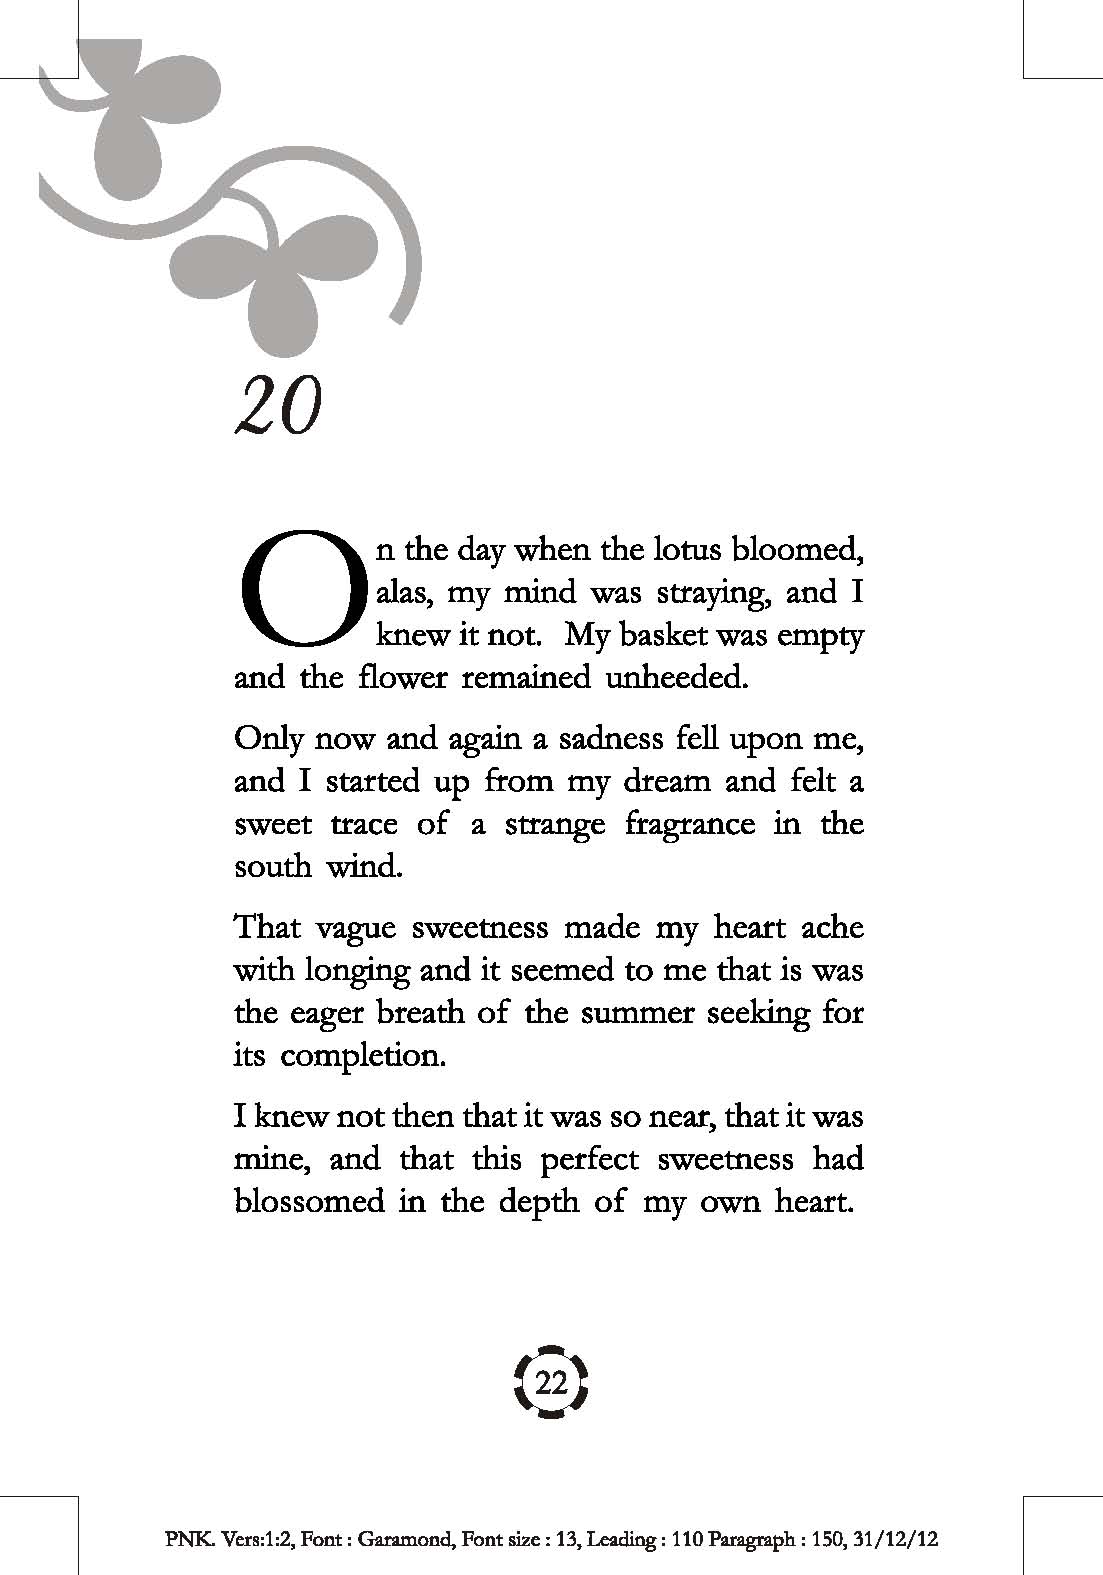 20
On the day when the lotus bloomed,
alas, my mind was straying, and I
knew it not. My basket was empty
and the flower remained unheeded.
Only now and again a sadness fell upon me,
and I started up from my dream and felt a
sweet trace of a strange fragrance in the
south wind.
That vague sweetness made my heart ache
with longing and it seemed to me that is was
the eager breath of the summer seeking for
its completion.
I knew not then that it was so near, that it was
mine, and that this perfect sweetness had
blossomed in the depth of my own heart.
22
PNK. Vers:1:2, Font : Garamond, Font size : 13, Leading : 110 Paragraph : 150, 31/12/12